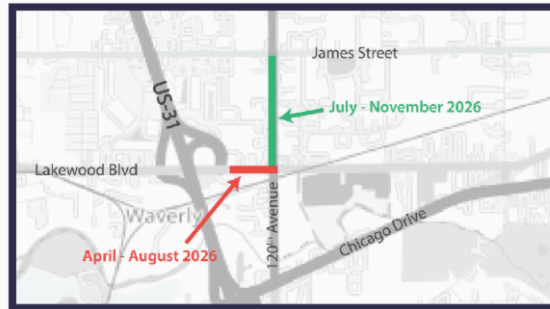 James Street
US-31
July - November 2026
Lakewood Blvd
Waverly
120th Avenue
Chicago Drive
April - August 2026